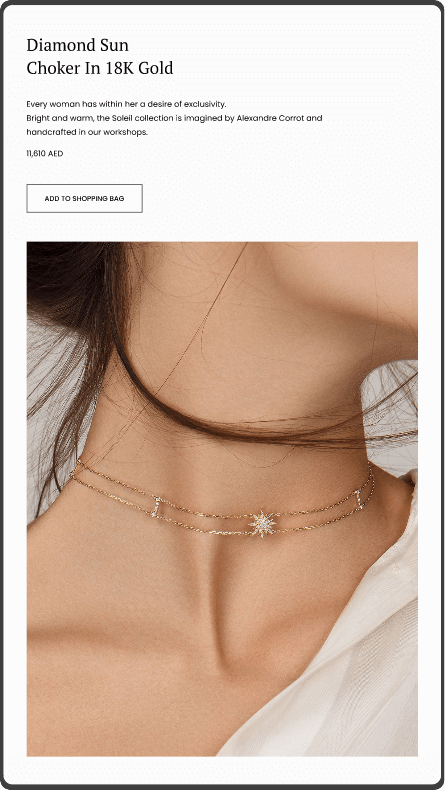 Diamond Sun
Choker In 18K Gold
Every woman has within her a desire of exclusivity.
Bright and warm, the Soleil collection is imagined by Alexandre Corrot and
handcrafted in our workshops.
11,610 AED
ADD TO SHOPPING BAG